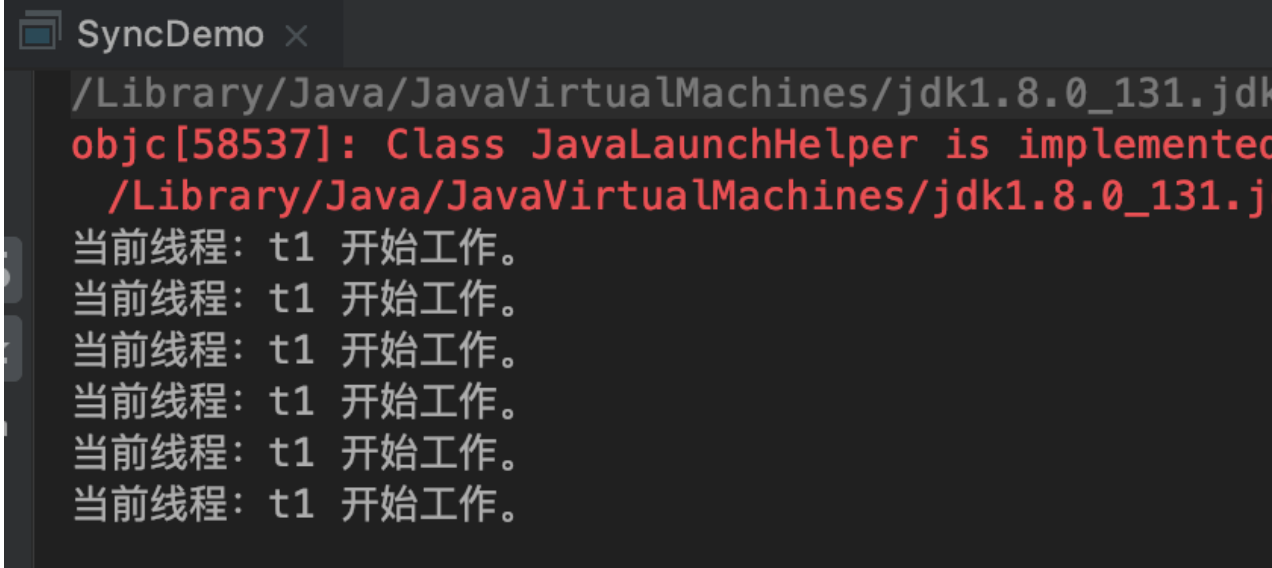 SyncDemo
/Library/Java/JavaVirtualMachines/jdk1.8.0_131.jdk
objc[58537]: Class JavaLaunchHelper is implemented
/Library/Java/JavaVirtualMachines/jdk1.8.0_131.j
当前线程：t1 开始工作。
当前线程：t1 开始工作。
当前线程：t1 开始工作。
当前线程：t1 开始工作。
当前线程：t1 开始工作。
当前线程：t1 开始工作。